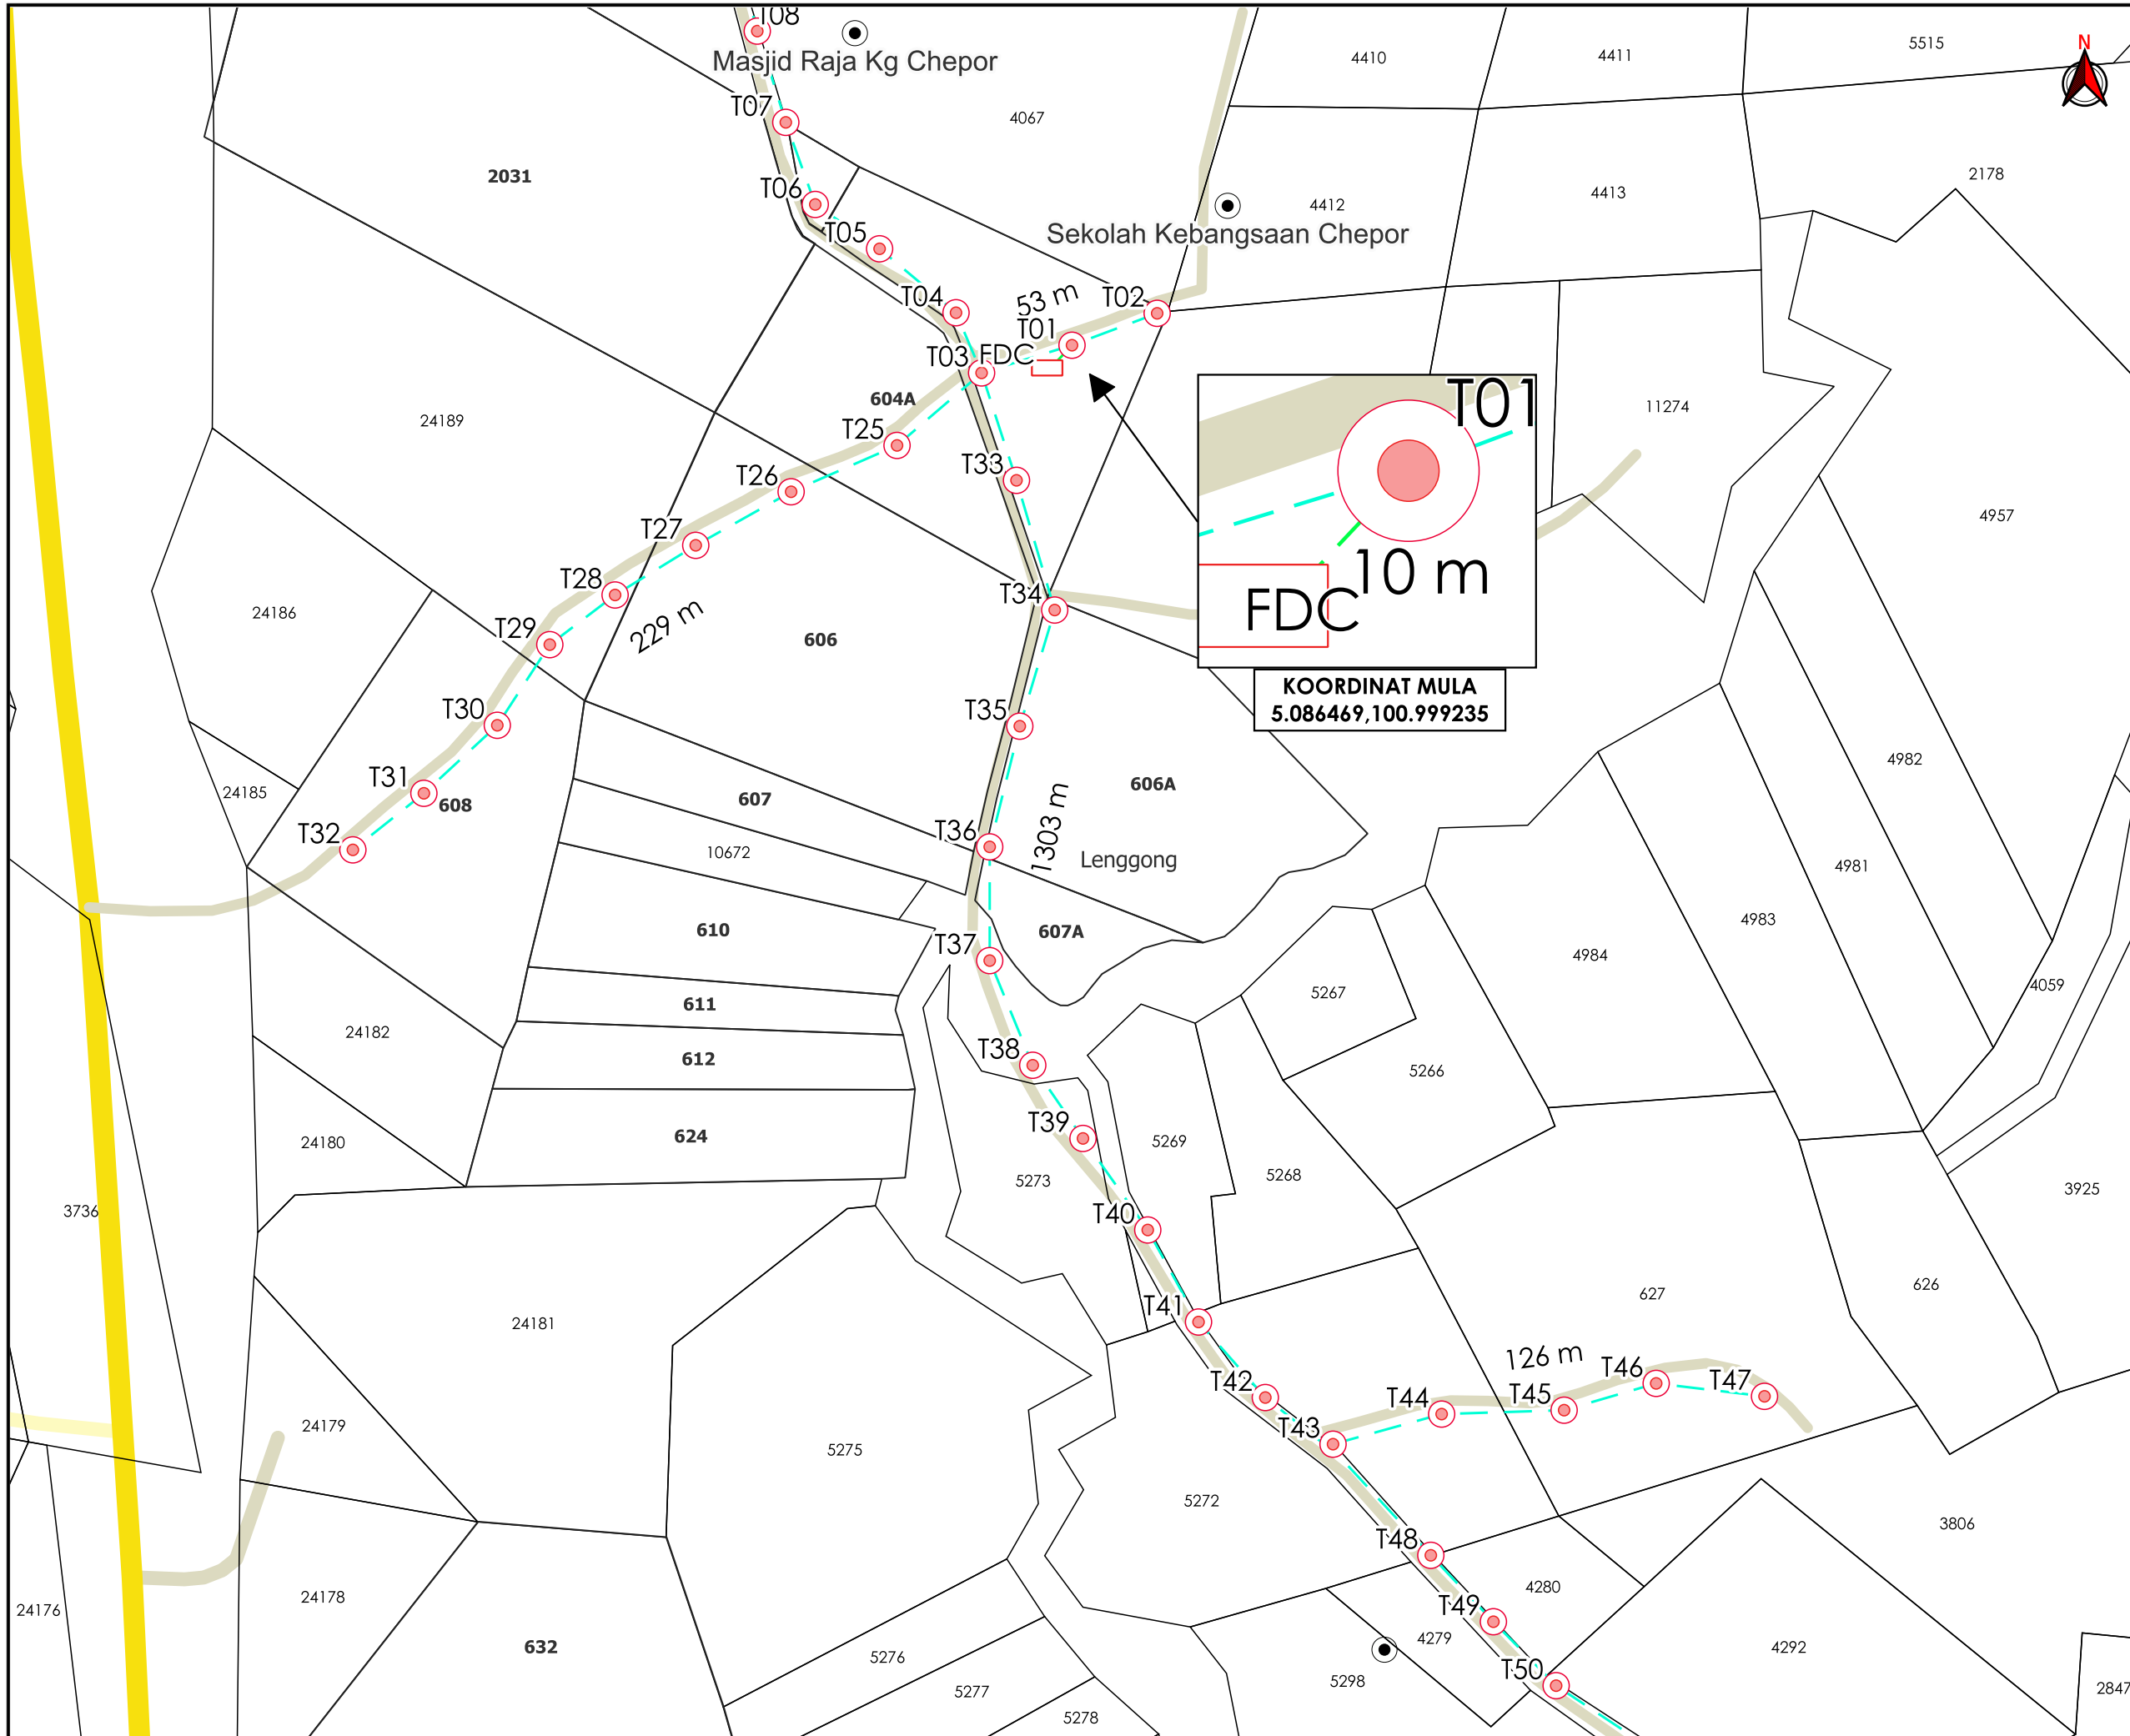 T08
Masjid Raja Kg Chepor
4410
4411
5515
N
T07
4067
2031
T06
2178
4412
4413
Sekolah Kebangsaan Chepor
T05
T04
53 m
T02
T01
T03
FDC
604A
24189
T25
11274
T01
T33
T26
4957
T27
10 m
T28
T34
FDC
24186
229 m
T29
606
KOORDINAT MULA
5.086469,100.999235
T30
T35
4982
T31
606A
24185
608
607
T32
T36
1303 m
10672
Lenggong
4981
610
T37
607A
4983
4984
5267
4059
611
24182
T38
612
5266
T39
624
24180
5269
5273
5268
3925
3736
T40
626
627
T41
24181
126 m
T42
T46
T47
T44
T45
24179
T43
5275
5272
3806
T48
4280
24178
24176
T49
4279
632
4292
5276
T50
5298
5277
2847
5278